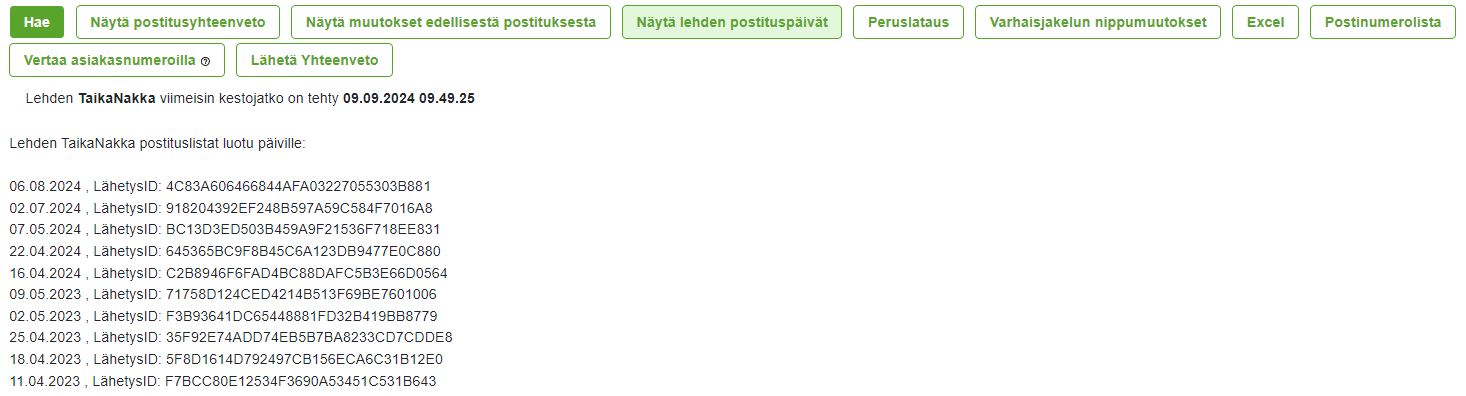 Hae Näytä postitusyhteenveto Näytä muutokset edellisestä postituksesta Näytä lehden postituspäivät Peruslataus Varhaisjakelun nippumuutokset Excel Postinumerolista
Vertaa asiakasnumeroilla Lähetä Yhteenveto
Lehden TaikaNakka viimeisin kestojatko on tehty 09.09.2024 09.49.25
Lehden TaikaNakka postituslistat luotu päiville:
06.08.2024 , LähetysID: 4C83A606466844AFA03227055303B881
02.07.2024 , LähetysID: 918204392EF248B597A59C584F7016A8
07.05.2024 , LähetysID: BC13D3ED503B459A9F21536F718EE831
22.04.2024 , LähetysID: 645365BC9F8B45C6A123DB9477E0C880
16.04.2024 , LähetysID: C2B8946F6FAD4BC88DAFC5B3E66D0564
09.05.2023 , LähetysID: 71758D124CED4214B513F69BE7601006
02.05.2023 , LähetysID: F3B93641DC65448881FD32B419BB8779
25.04.2023 , LähetysID: 35F92E74ADD74EB5B7BA8233CD7CDDE8
18.04.2023 , LähetysID: 5F8D1614D792497CB156ECA6C31B12E0
11.04.2023 , LähetysID: F7BCC80E12534F3690A53451C531B643